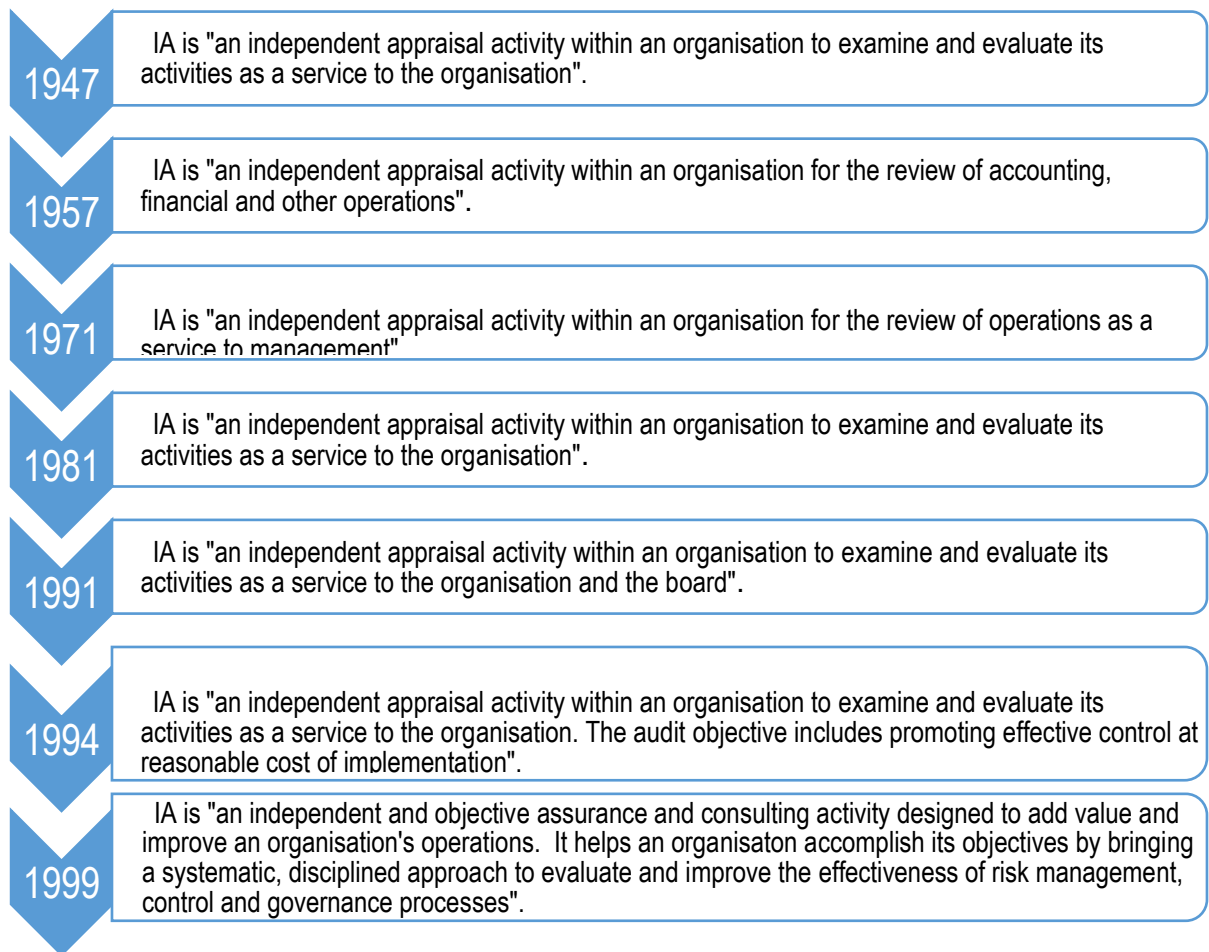 1947
IA is "an independent appraisal activity within an organisation to examine and evaluate its
activities as a service to the organisation".
1957
IA is "an independent appraisal activity within an organisation for the review of accounting,
financial and other operations".
1971
IA is "an independent appraisal activity within an organisation for the review of operations as a
service to management"
1981
IA is "an independent appraisal activity within an organisation to examine and evaluate its
activities as a service to the organisation".
1991
IA is "an independent appraisal activity within an organisation to examine and evaluate its
activities as a service to the organisation and the board".
1994
IA is "an independent appraisal activity within an organisation to examine and evaluate its
activities as a service to the organisation. The audit objective includes promoting effective control at
reasonable cost of implementation".
1999
IA is "an independent and objective assurance and consulting activity designed to add value and
improve an organisation's operations. It helps an organisaton accomplish its objectives by bringing
a systematic, disciplined approach to evaluate and improve the effectiveness of risk management,
control and governance processes".